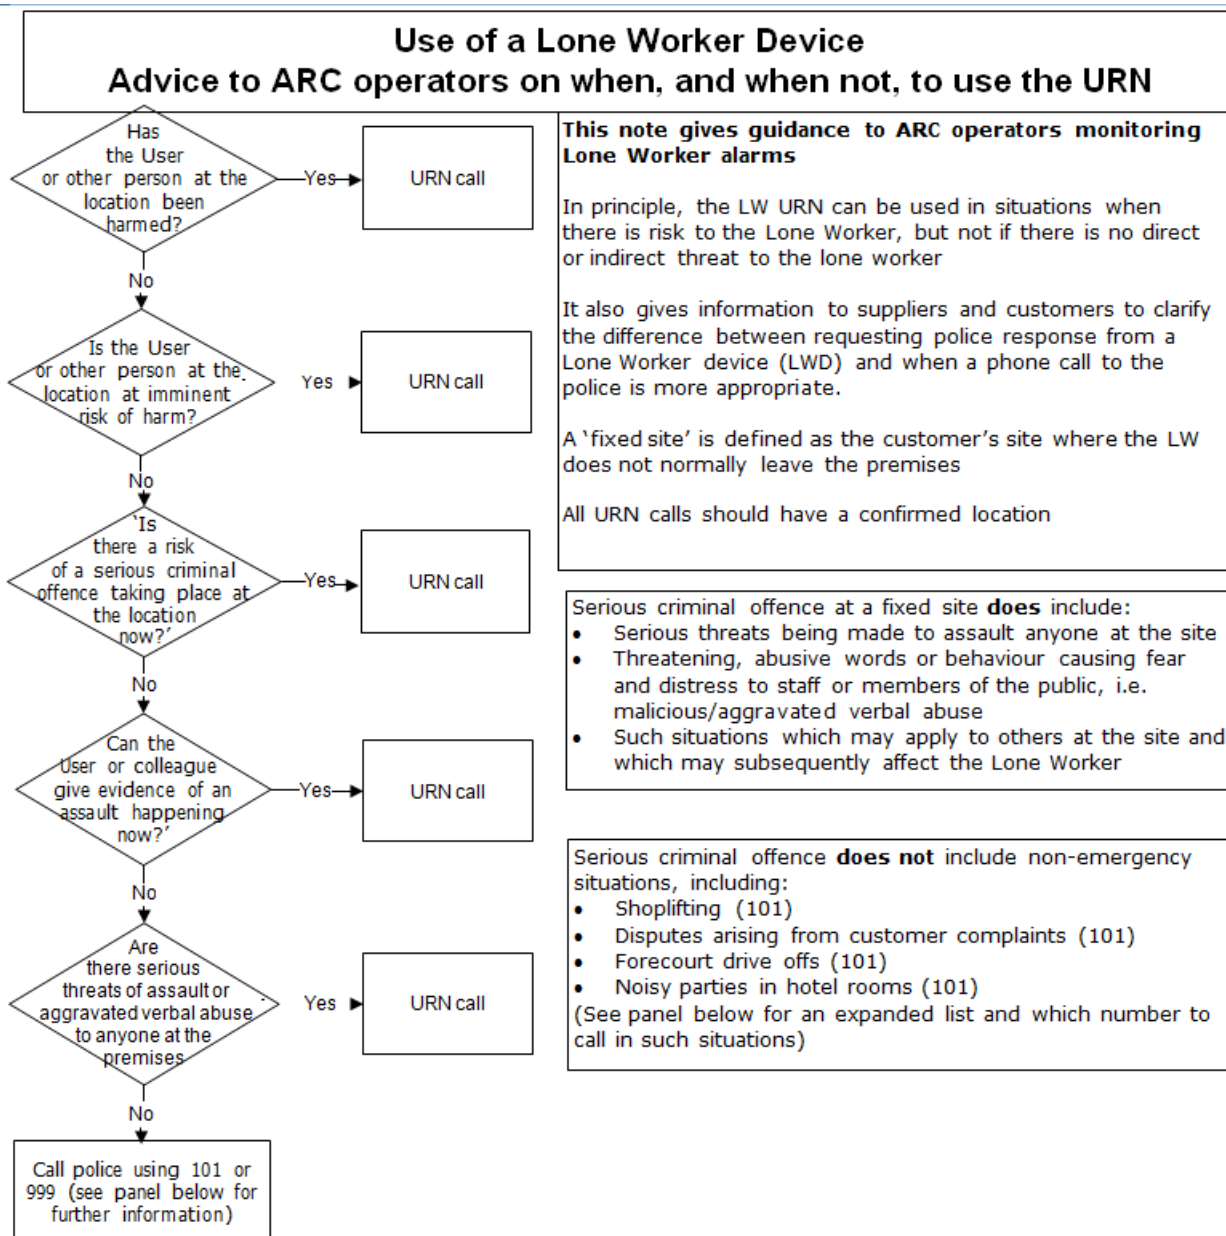 Use of a Lone Worker Device
Advice to ARC operators on when, and when not, to use the URN
Has
the User
or other person at the
location been
harmed?
Yes
URN call
No
Is the User
or other person at the
location at imminent
risk of harm?
Yes
URN call
No
‘Is
there a risk
of a serious criminal
offence taking place at
the location
now?’
Yes
URN call
No
Can the
User or colleague
give evidence of an
assault happening
now?’
Yes
URN call
No
Are
there serious
threats of assault or
aggravated verbal abuse
to anyone at the
premises
Yes
URN call
No
Call police using 101 or
999 (see panel below for
further information)
This note gives guidance to ARC operators monitoring
Lone Worker alarms
In principle, the LW URN can be used in situations when
there is risk to the Lone Worker, but not if there is no direct
or indirect threat to the lone worker
It also gives information to suppliers and customers to clarify
the difference between requesting police response from a
Lone Worker device (LWD) and when a phone call to the
police is more appropriate.
A ‘fixed site’ is defined as the customer’s site where the LW
does not normally leave the premises
All URN calls should have a confirmed location
Serious criminal offence at a fixed site does include:
• Serious threats being made to assault anyone at the site
• Threatening, abusive words or behaviour causing fear
and distress to staff or members of the public, i.e.
malicious/aggravated verbal abuse
• Such situations which may apply to others at the site and
which may subsequently affect the Lone Worker
Serious criminal offence does not include non-emergency
situations, including:
• Shoplifting (101)
• Disputes arising from customer complaints (101)
• Forecourt drive offs (101)
• Noisy parties in hotel rooms (101)
(See panel below for an expanded list and which number to
call in such situations)